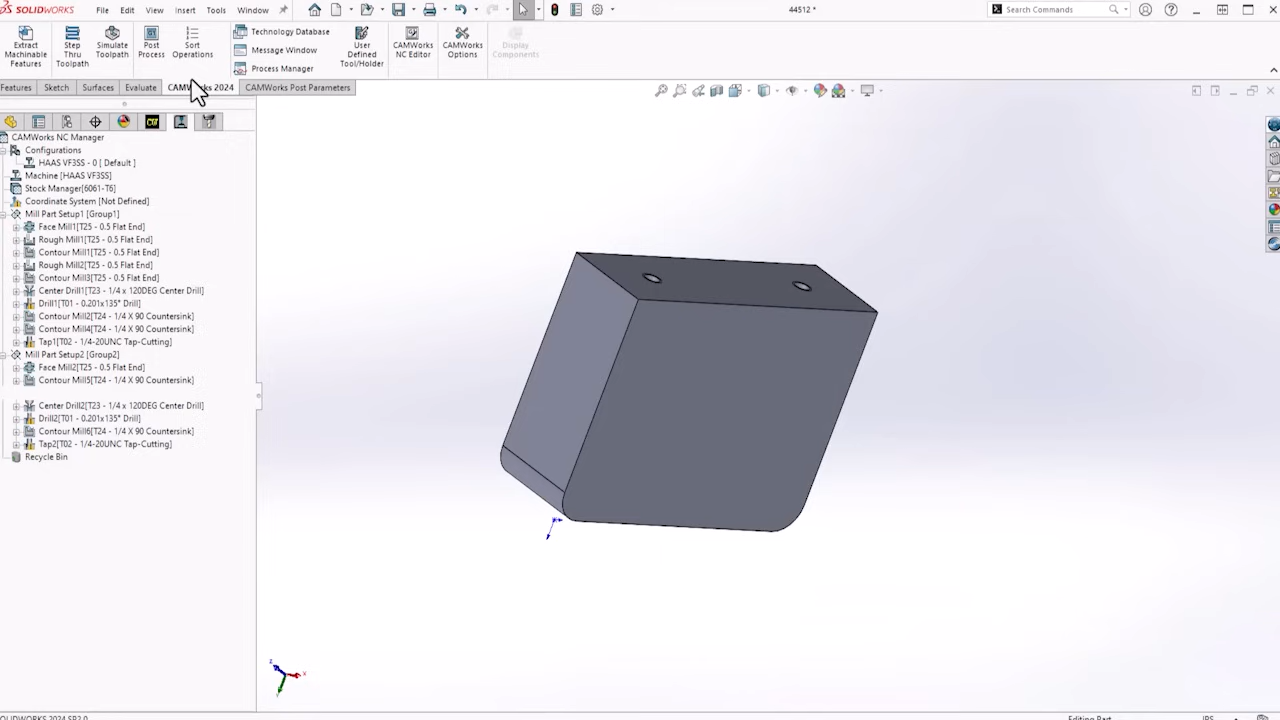 SOLIDWORKS File Edit View Insert Tools Window 44512 * Search Commands
Extract Machinable Features
Step Thru Toolpath
Simulate Toolpath
Post Process
Sort Operations
Technology Database
Message Window
Process Manager
User Defined Tool/Holder
CAMWorks NC Editor
CAMWorks Options
Display Components
Features Sketch Surfaces Evaluate CAMWorks 2024 CAMWorks Post Parameters
CAMWorks NC Manager
Configurations
HAAS VF3SS - 0 [ Default ]
Machine [HAAS VF3SS]
Stock Manager[6061-T6]
Coordinate System [Not Defined]
Mill Part Setup1 [Group1]
Face Mill1[T25 - 0.5 Flat End]
Rough Mill1[T25 - 0.5 Flat End]
Contour Mill1[T25 - 0.5 Flat End]
Rough Mill2[T25 - 0.5 Flat End]
Contour Mill3[T25 - 0.5 Flat End]
Center Drill1[T23 - 1/4 x 120DEG Center Drill]
Drill1[T01 - 0.201x135° Drill]
Contour Mill2[T24 - 1/4 X 90 Countersink]
Contour Mill4[T24 - 1/4 X 90 Countersink]
Tap1[T02 - 1/4-20UNC Tap-Cutting]
Mill Part Setup2 [Group2]
Face Mill2[T25 - 0.5 Flat End]
Contour Mill5[T24 - 1/4 X 90 Countersink]
Center Drill2[T23 - 1/4 x 120DEG Center Drill]
Drill2[T01 - 0.201x135° Drill]
Contour Mill6[T24 - 1/4 X 90 Countersink]
Tap2[T02 - 1/4-20UNC Tap-Cutting]
Recycle Bin
SOLIDWORKS 2024 SP2.0 Editing Part IPS